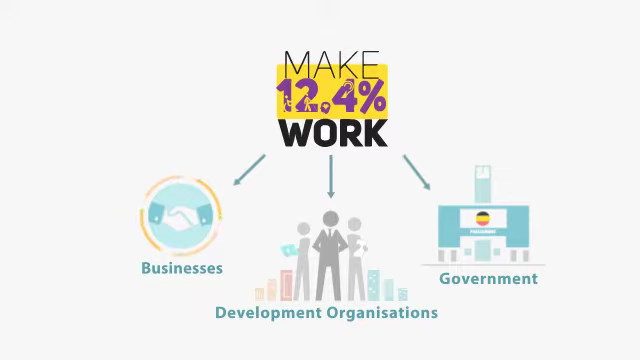 MAKE
12.4%
WORK
Businesses
Government
Development Organisations